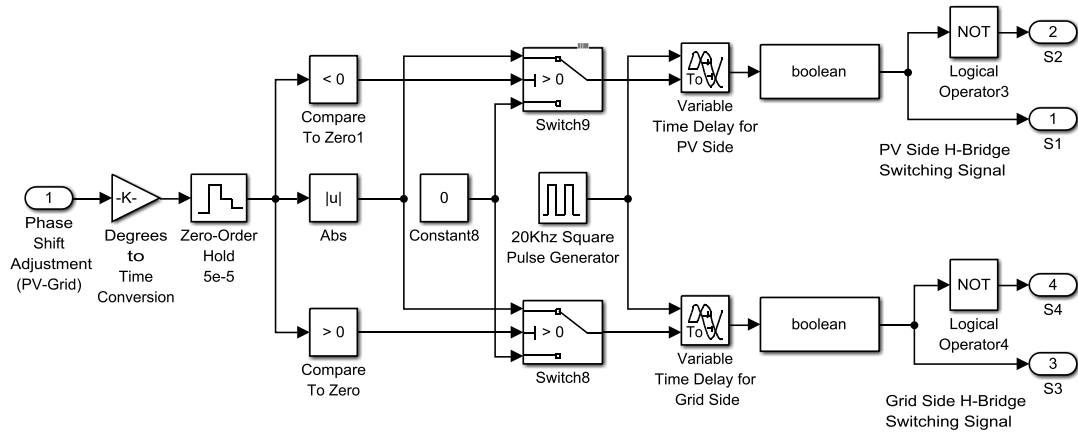 NOT
2
S2
Logical
Operator3
< 0
Compare
To Zero1
> 0
Switch9
To
Variable
Time Delay for
PV Side
boolean
1
S1
PV Side H-Bridge
Switching Signal
1
Phase
Shift
Adjustment
(PV-Grid)
-K-
Degrees
to
Time
Conversion
Zero-Order
Hold
5e-5
|u|
Abs
0
Constant8
20Khz Square
Pulse Generator
NOT
4
S4
Logical
Operator4
> 0
Compare
To Zero
> 0
Switch8
To
Variable
Time Delay for
Grid Side
boolean
3
S3
Grid Side H-Bridge
Switching Signal